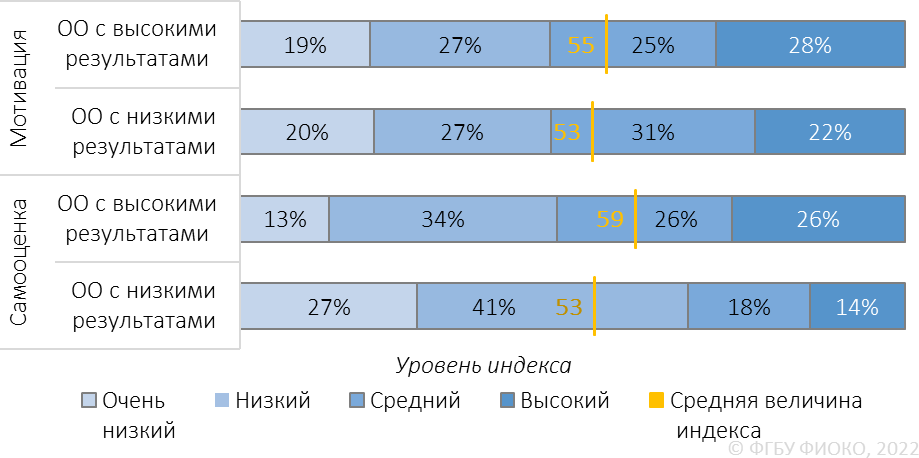 Мотивация
ОО с высокими
результатами
19% 27% 55 25% 28%
ОО с низкими
результатами
20% 27% 53 31% 22%
Самооценка
ОО с высокими
результатами
13% 34% 59 26% 26%
ОО с низкими
результатами
27% 41% 53 18% 14%
Уровень индекса
Очень
низкий
Низкий
Средний
Высокий
Средняя величина
индекса
© ФГБУ ФИОКО, 2022